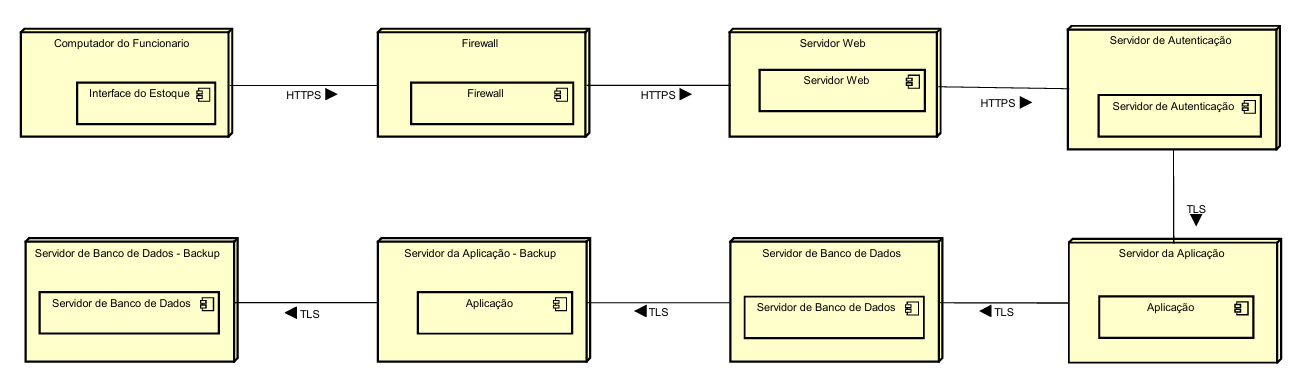 Computador do Funcionario
Interface do Estoque
HTTPS
Firewall
Firewall
HTTPS
Servidor Web
Servidor Web
HTTPS
Servidor de Autenticação
Servidor de Autenticação
TLS
Servidor de Banco de Dados - Backup
Servidor de Banco de Dados
TLS
Servidor da Aplicação - Backup
Aplicação
TLS
Servidor de Banco de Dados
Servidor de Banco de Dados
TLS
Servidor da Aplicação
Aplicação